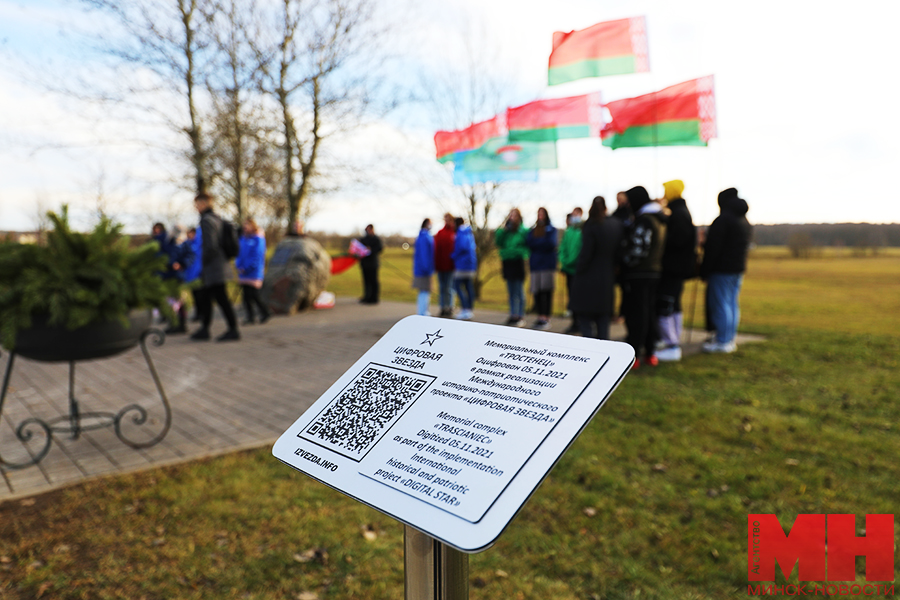 ЦИФРОВАЯ
ЗВЕЗДА
IZVEZDA.INFO
Мемориальный комплекс
«ТРОСТЕНЕЦ»
Оцифрован 05.11.2021
в рамках реализации
Международного
историко-патриотического
проекта «ЦИФРОВАЯ ЗВЕЗДА»
Memorial complex
«TRASCIANIEC»
Digitized 05.11.2021
as part of the implementation
International
historical and patriotic
project «DIGITAL STAR»
АГЕНТСТВО
МН
МИНСК-НОВОСТИ